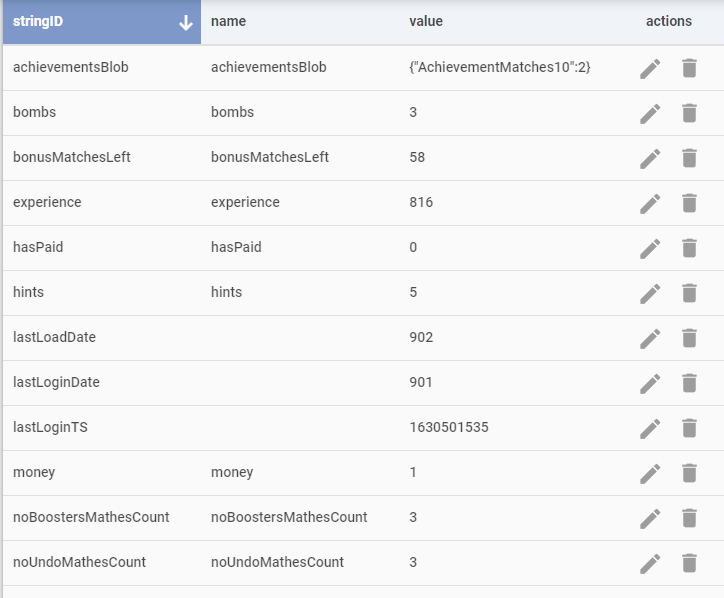 stringID name value actions
achievementsBlob achievementsBlob {"AchievementMatches10":2}
bombs bombs 3
bonusMatchesLeft bonusMatchesLeft 58
experience experience 816
hasPaid hasPaid 0
hints hints 5
lastLoadDate 902
lastLoginDate 901
lastLoginTS 1630501535
money money 1
noBoostersMathesCount noBoostersMathesCount 3
noUndoMathesCount noUndoMathesCount 3